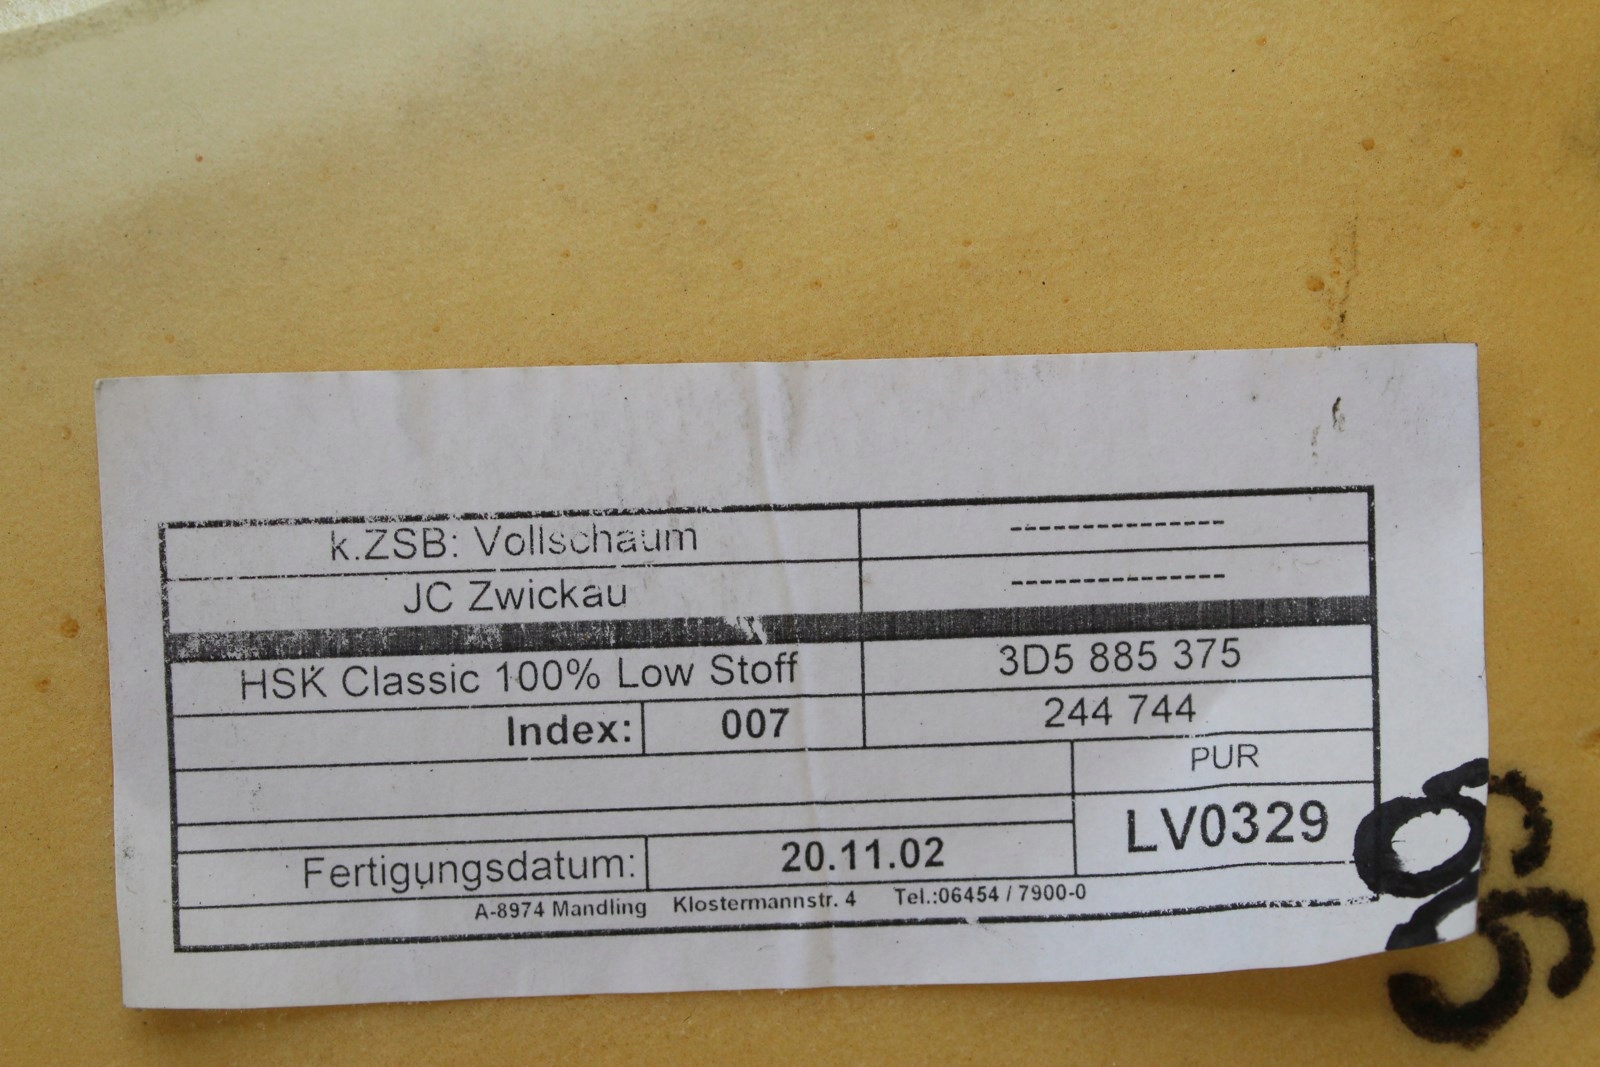 k.ZSB: Vollschaum ---------------
JC Zwickau ---------------
HSK Classic 100% Low Stoff 3D5 885 375
Index: 007 244 744
PUR
LV0329
Fertigungsdatum: 20.11.02
A-8974 Mandling Klostermannstr. 4 Tel.:06454 / 7900-0